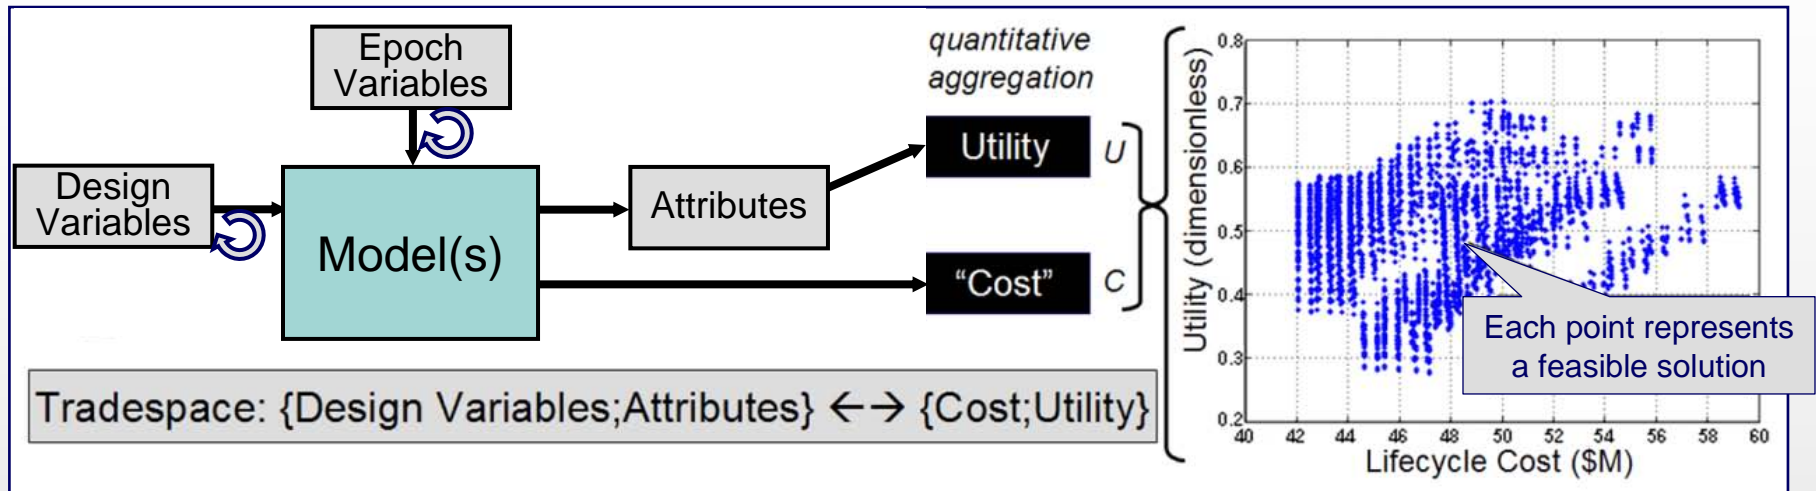 Epoch
Variables
Design
Variables
Model(s)
Attributes
quantitative
aggregation
Utility
U
"Cost"
C
Tradespace: {Design Variables;Attributes} ←→ {Cost;Utility}
Utility (dimensionless)
0.8
0.7
0.6
0.5
0.4
0.3
0.2
40 42 44 46 48 50 52 54 56 58 60
Lifecycle Cost ($M)
Each point represents
a feasible solution